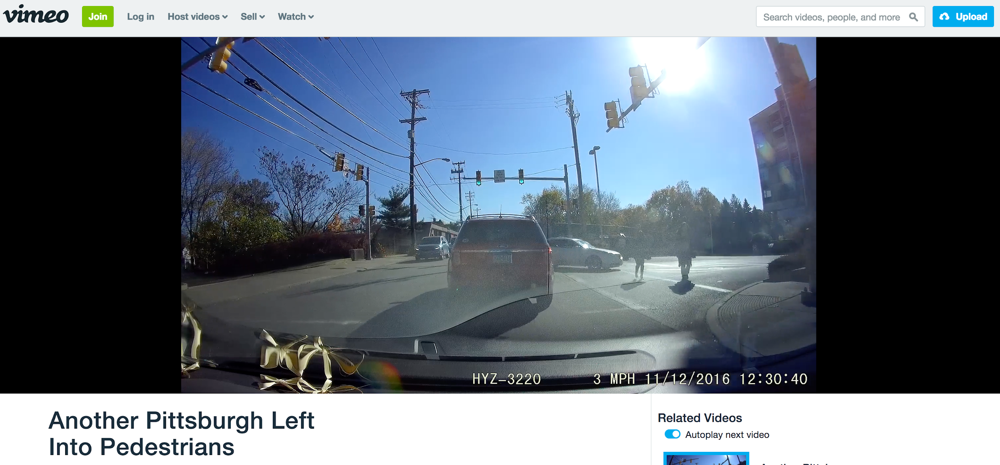 vimeo
Join Log in Host videos Sell Watch Search videos, people, and more Upload
HYZ-3220 3 MPH 11/12/2016 12:30:40
Another Pittsburgh Left
Into Pedestrians
Related Videos
Autoplay next video